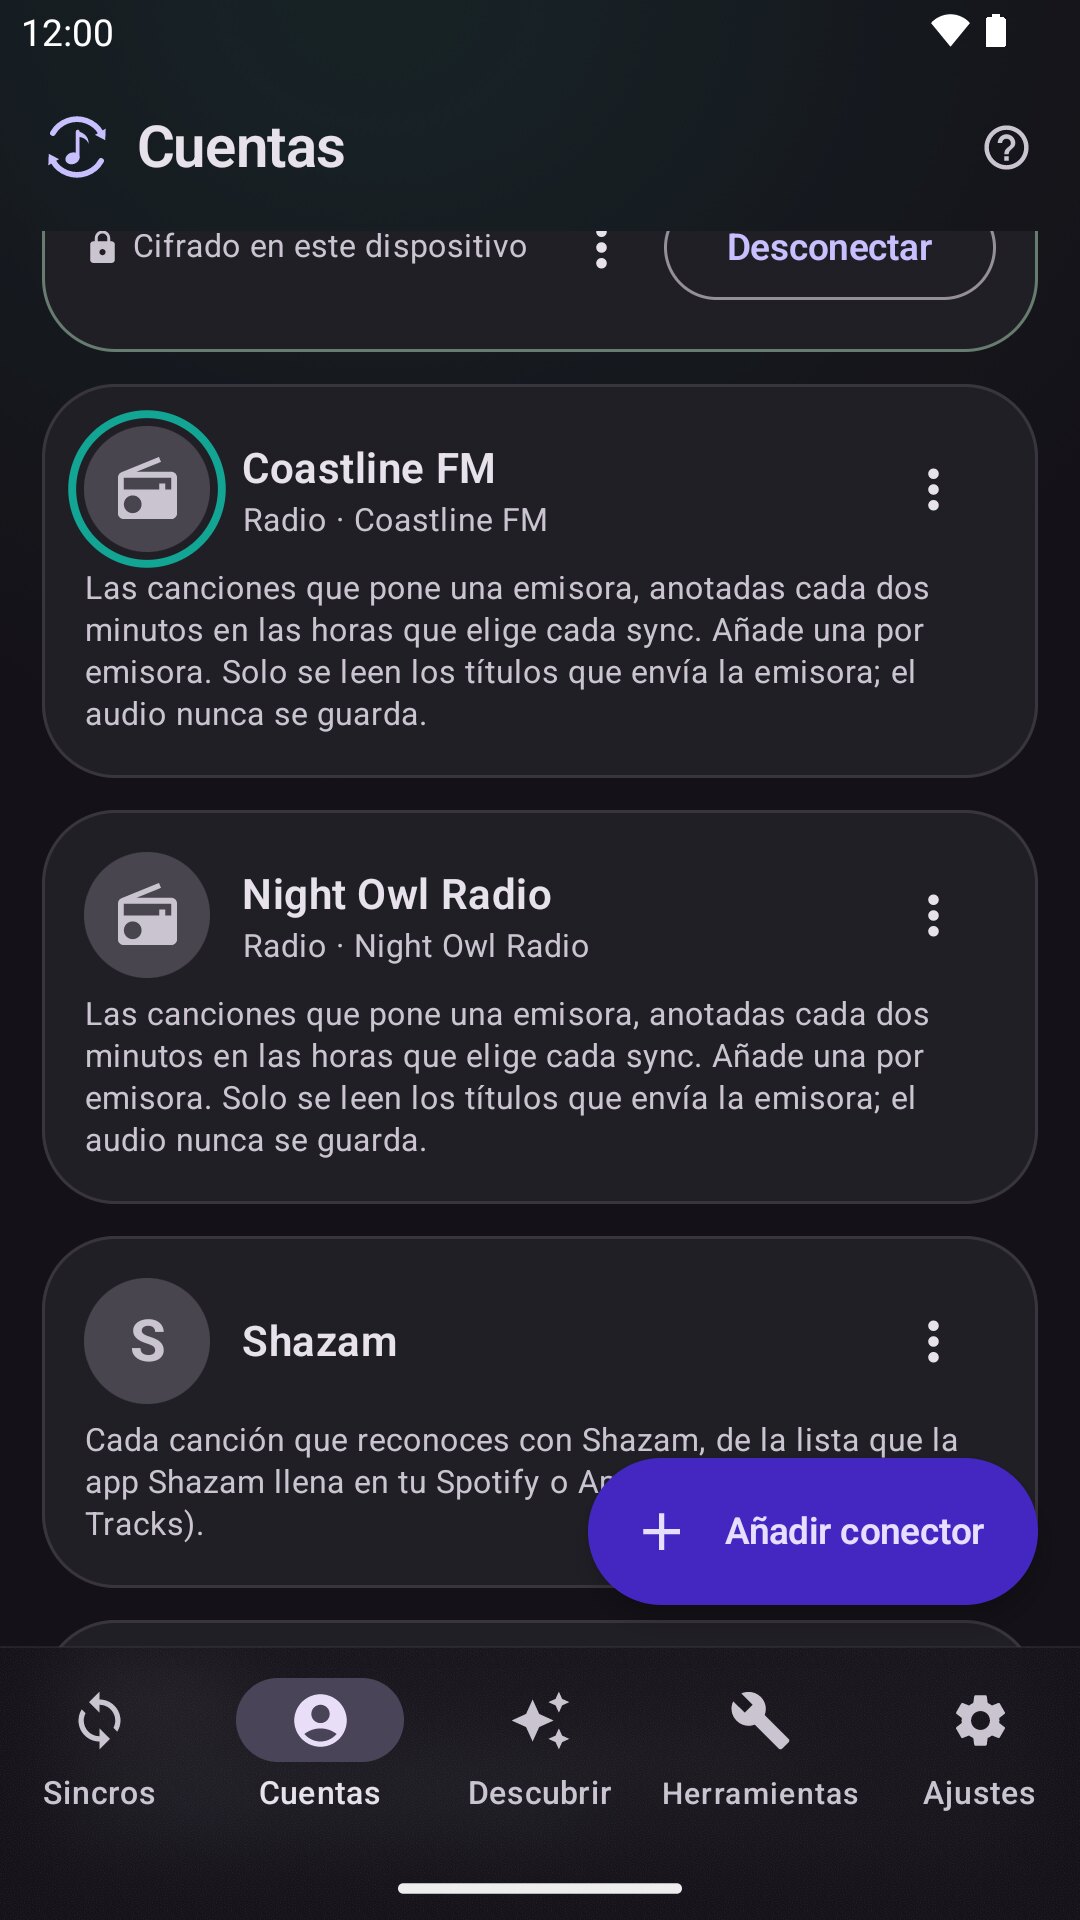 12:00
Cuentas
Cifrado en este dispositivo
Desconectar
Coastline FM
Radio · Coastline FM
Las canciones que pone una emisora, anotadas cada dos
minutos en las horas que elige cada sync. Añade una por
emisora. Solo se leen los títulos que envía la emisora; el
audio nunca se guarda.
Night Owl Radio
Radio · Night Owl Radio
Las canciones que pone una emisora, anotadas cada dos
minutos en las horas que elige cada sync. Añade una por
emisora. Solo se leen los títulos que envía la emisora; el
audio nunca se guarda.
S
Shazam
Cada canción que reconoces con Shazam, de la lista que la
app Shazam llena en tu Spotify o
Tracks).
Añadir conector
Sincros
Cuentas
Descubrir
Herramientas
Ajustes